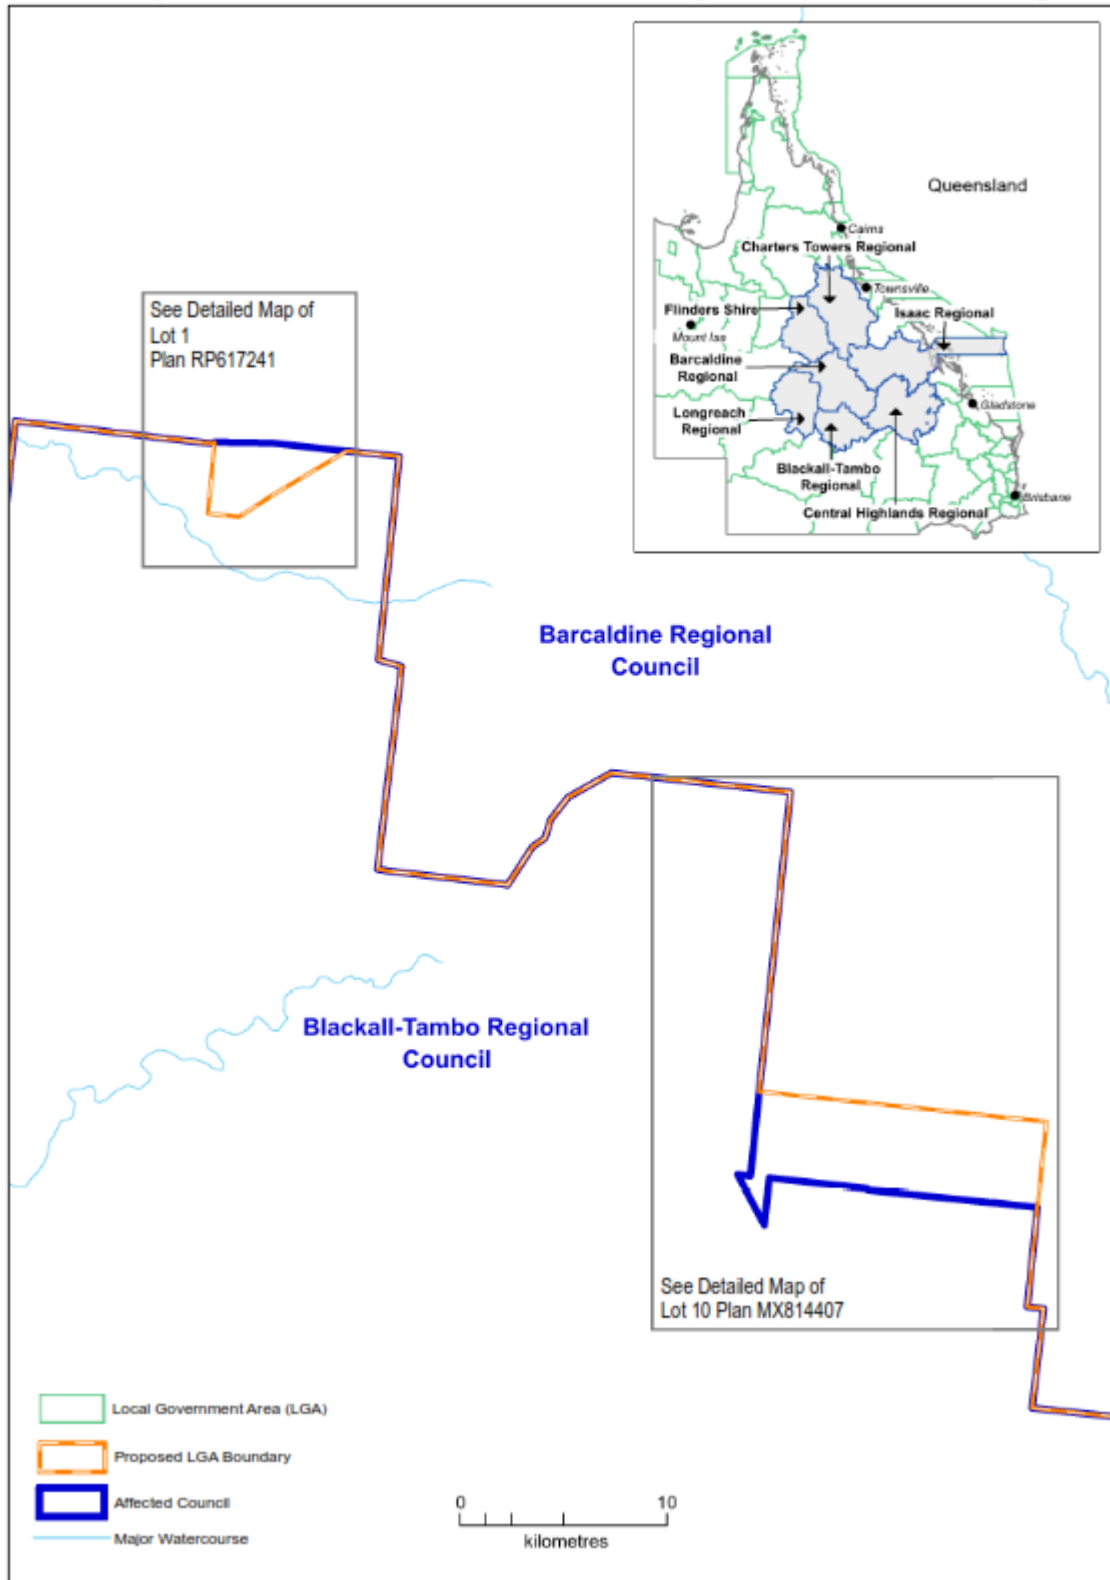 Queensland
Cairns
Charters Towers Regional
Townsville
Flinders Shire
Isaac Regional
Mount Isa
Barcaldine
Regional
Gladstone
Longreach
Regional
Blackall-Tambo
Regional
Brisbane
Central Highlands Regional
See Detailed Map of
Lot 1
Plan RP617241
Barcaldine Regional
Council
Blackall-Tambo Regional
Council
See Detailed Map of
Lot 10 Plan MX814407
Local Government Area (LGA)
Proposed LGA Boundary
Affected Council
Major Watercourse
0 10
kilometres